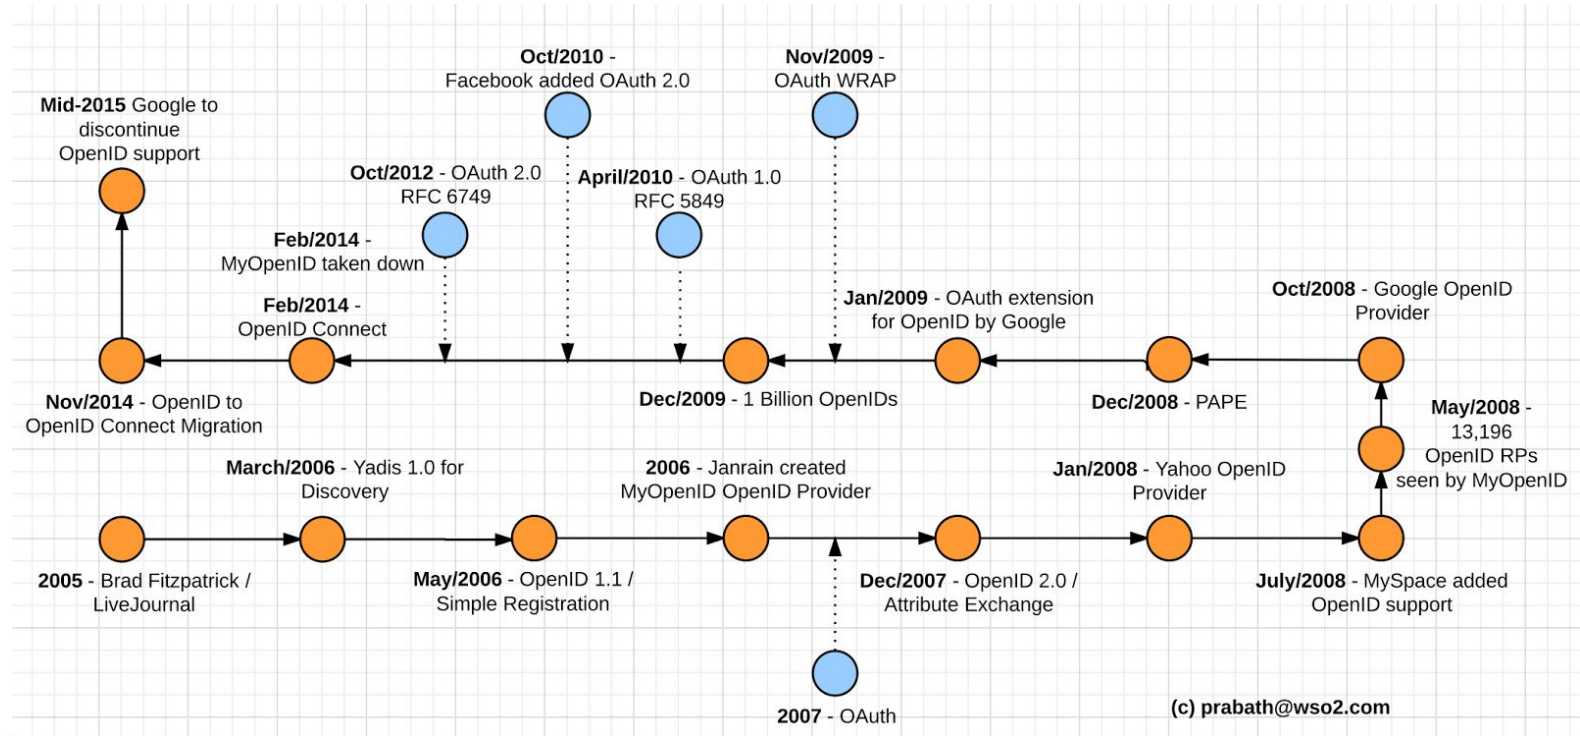 Oct/2010 -
Facebook added OAuth 2.0
Nov/2009 -
OAuth WRAP
Mid-2015 Google to
discontinue
OpenID support
Oct/2012 - OAuth 2.0
RFC 6749
April/2010 - OAuth 1.0
RFC 5849
Feb/2014 -
MyOpenID taken down
Feb/2014 -
OpenID Connect
Jan/2009 - OAuth extension
for OpenID by Google
Oct/2008 - Google OpenID
Provider
Nov/2014 - OpenID to
OpenID Connect Migration
Dec/2009 - 1 Billion OpenIDs
Dec/2008 - PAPE
May/2008 -
13,196
OpenID RPs
seen by MyOpenID
March/2006 - Yadis 1.0 for
Discovery
2006 - Janrain created
MyOpenID OpenID Provider
Jan/2008 - Yahoo OpenID
Provider
2005 - Brad Fitzpatrick /
LiveJournal
May/2006 - OpenID 1.1 /
Simple Registration
Dec/2007 - OpenID 2.0 /
Attribute Exchange
July/2008 - MySpace added
OpenID support
2007 - OAuth
(c) prabath@wso2.com